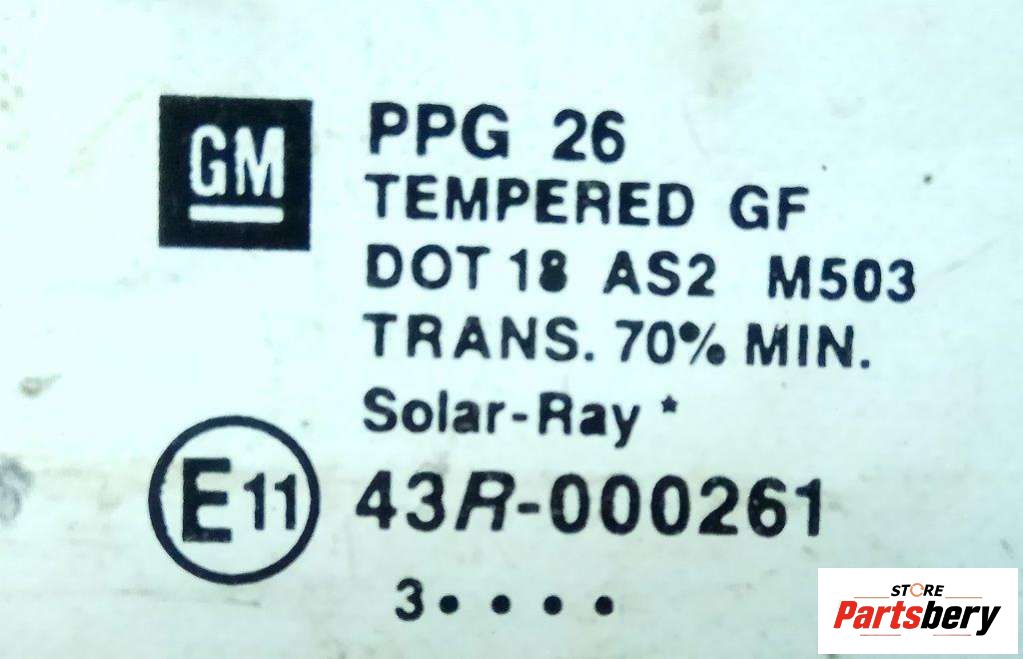 GM
PPG 26
TEMPERED GF
DOT 18 AS2 M503
TRANS. 70% MIN.
Solar-Ray *
E11 43R-000261
3 • • • •
STORE
Partsbery